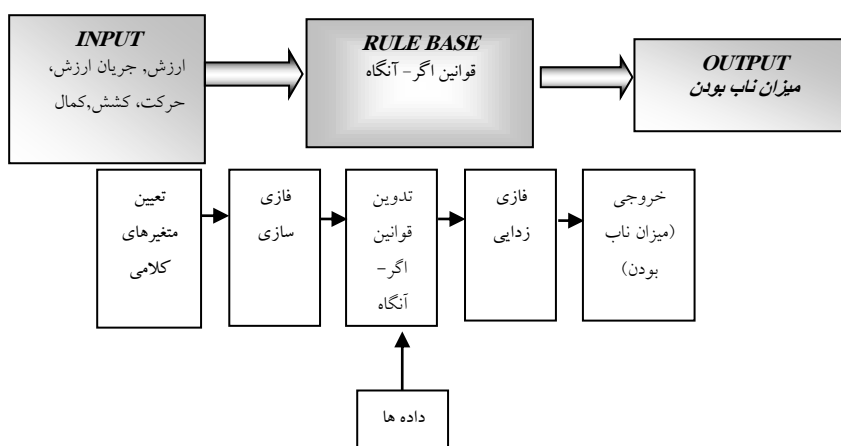 INPUT
ارزش, جریان ارزش،
حرکت، کشش,کمال
RULE BASE
قوانین اگر- آنگاه
OUTPUT
میزان ناب بودن
تعیین
متغیرهای
کلامی
فازی
سازی
تدوین
قوانین
اگر-
آنگاه
فازی
زدایی
خروجی
(میزان ناب
بودن)
داده ها